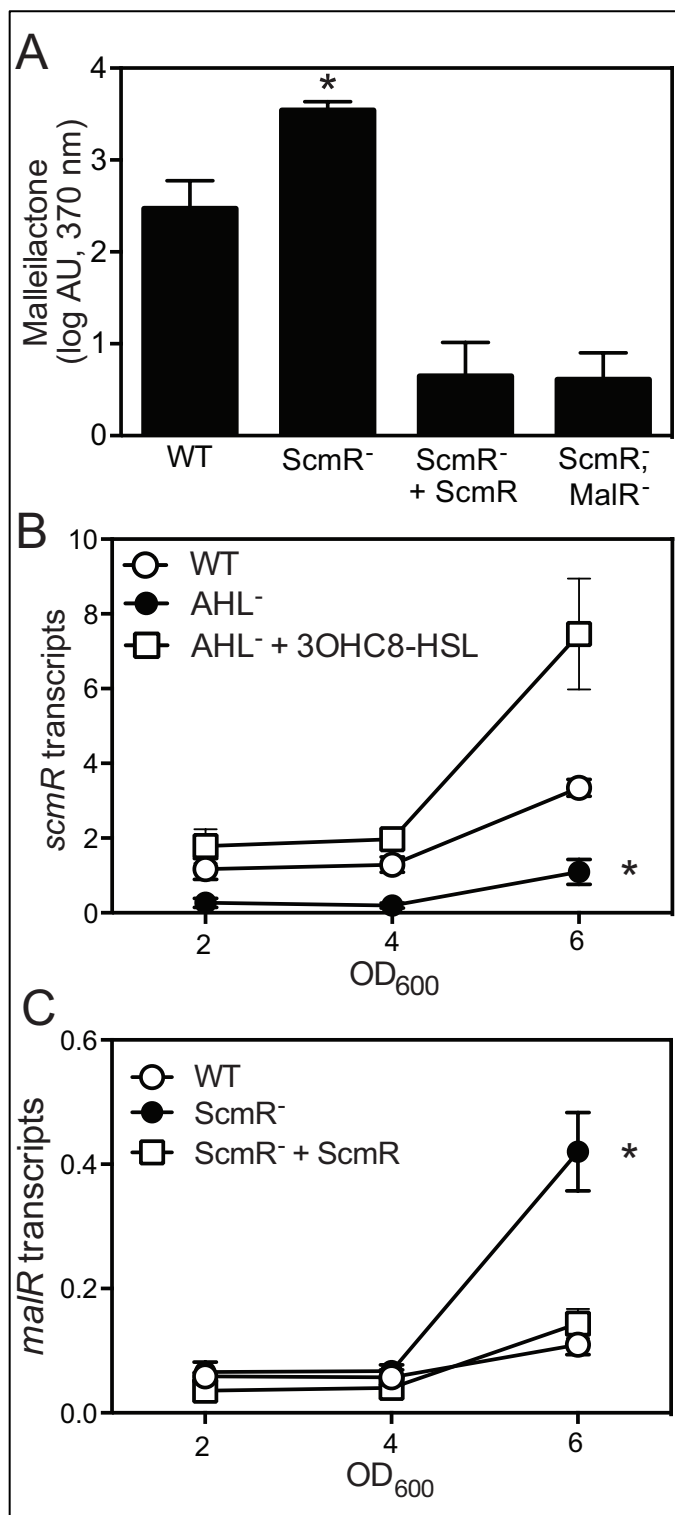 A
Malleilactone
(log AU, 370 nm)
4
3
2
1
0
*
WT
ScmR⁻
ScmR⁻
+ ScmR
ScmR⁻;
MalR⁻
B
scmR transcripts
10
8
6
4
2
0
WT
AHL⁻
AHL⁻ + 3OHC8-HSL
*
2
4
6
OD₆₀₀
C
malR transcripts
0.6
0.4
0.2
0.0
WT
ScmR⁻
ScmR⁻ + ScmR
*
2
4
6
OD₆₀₀